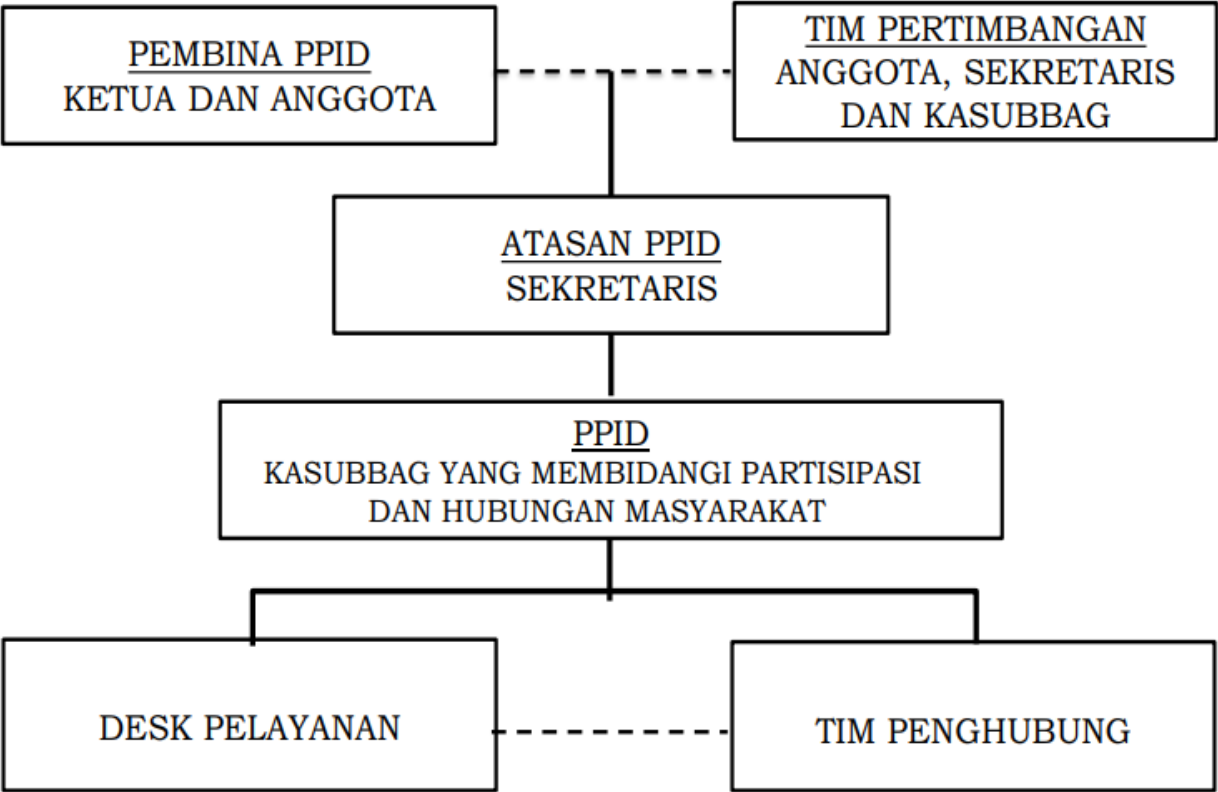 PEMBINA PPID
KETUA DAN ANGGOTA
TIM PERTIMBANGAN
ANGGOTA, SEKRETARIS
DAN KASUBBAG
ATASAN PPID
SEKRETARIS
PPID
KASUBBAG YANG MEMBIDANGI PARTISIPASI
DAN HUBUNGAN MASYARAKAT
DESK PELAYANAN
TIM PENGHUBUNG